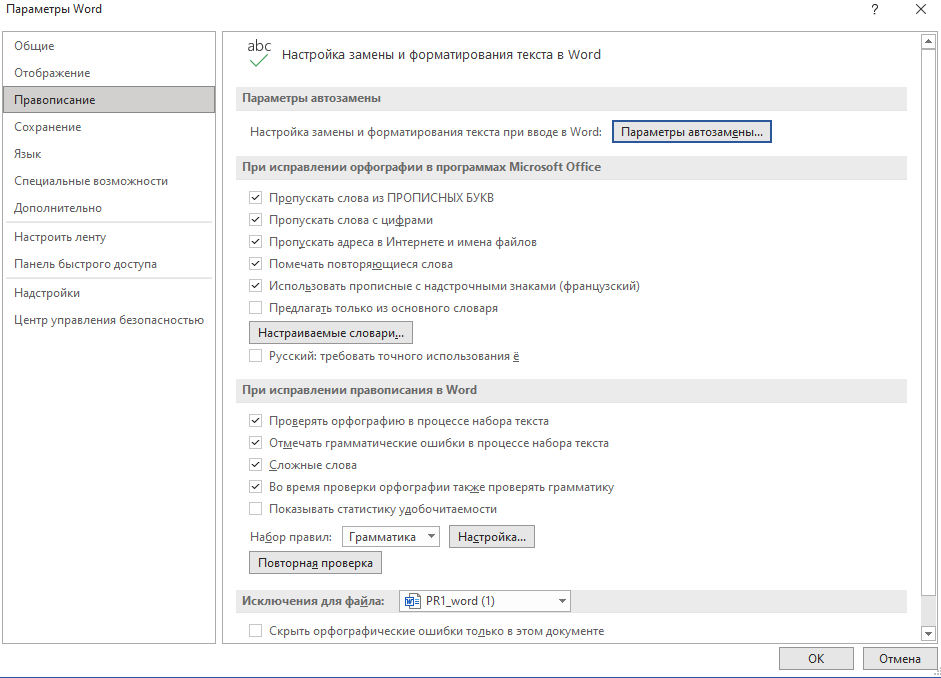 Параметры Word
?
Общие
Отображение
Правописание
Сохранение
Язык
Специальные возможности
Дополнительно
Настроить ленту
Панель быстрого доступа
Надстройки
Центр управления безопасностью
abc
Настройка замены и форматирования текста в Word
Параметры автозамены
Настройка замены и форматирования текста при вводе в Word: Параметры автозамены...
При исправлении орфографии в программах Microsoft Office
Пропускать слова из ПРОПИСНЫХ БУКВ
Пропускать слова с цифрами
Пропускать адреса в Интернете и имена файлов
Помечать повторяющиеся слова
Использовать прописные с надстрочными знаками (французский)
Предлагать только из основного словаря
Настраиваемые словари...
Русский: требовать точного использования ё
При исправлении правописания в Word
Проверять орфографию в процессе набора текста
Отмечать грамматические ошибки в процессе набора текста
Сложные слова
Во время проверки орфографии также проверять грамматику
Показывать статистику удобочитаемости
Набор правил: Грамматика Настройка...
Повторная проверка
Исключения для файла: PR1_word (1)
Скрыть орфографические ошибки только в этом документе
ОК Отмена